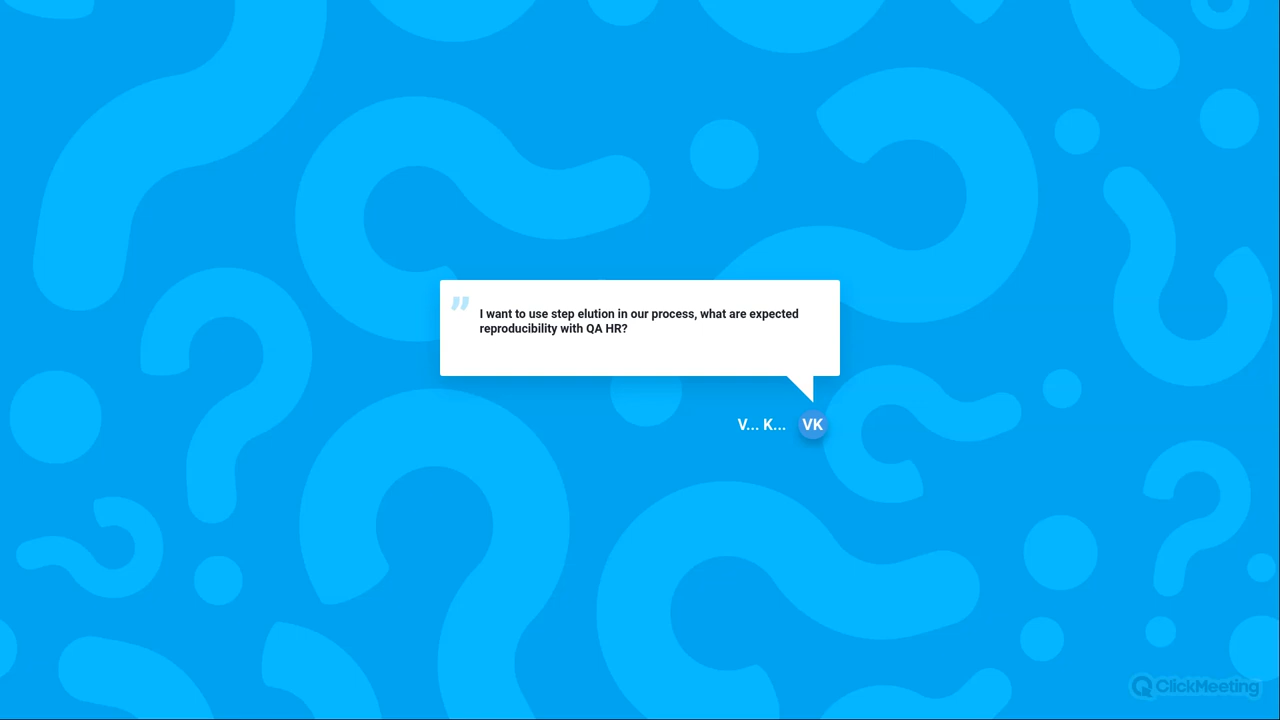 I want to use step elution in our process, what are expected
reproducibility with QA HR?
V... K... VK
ClickMeeting